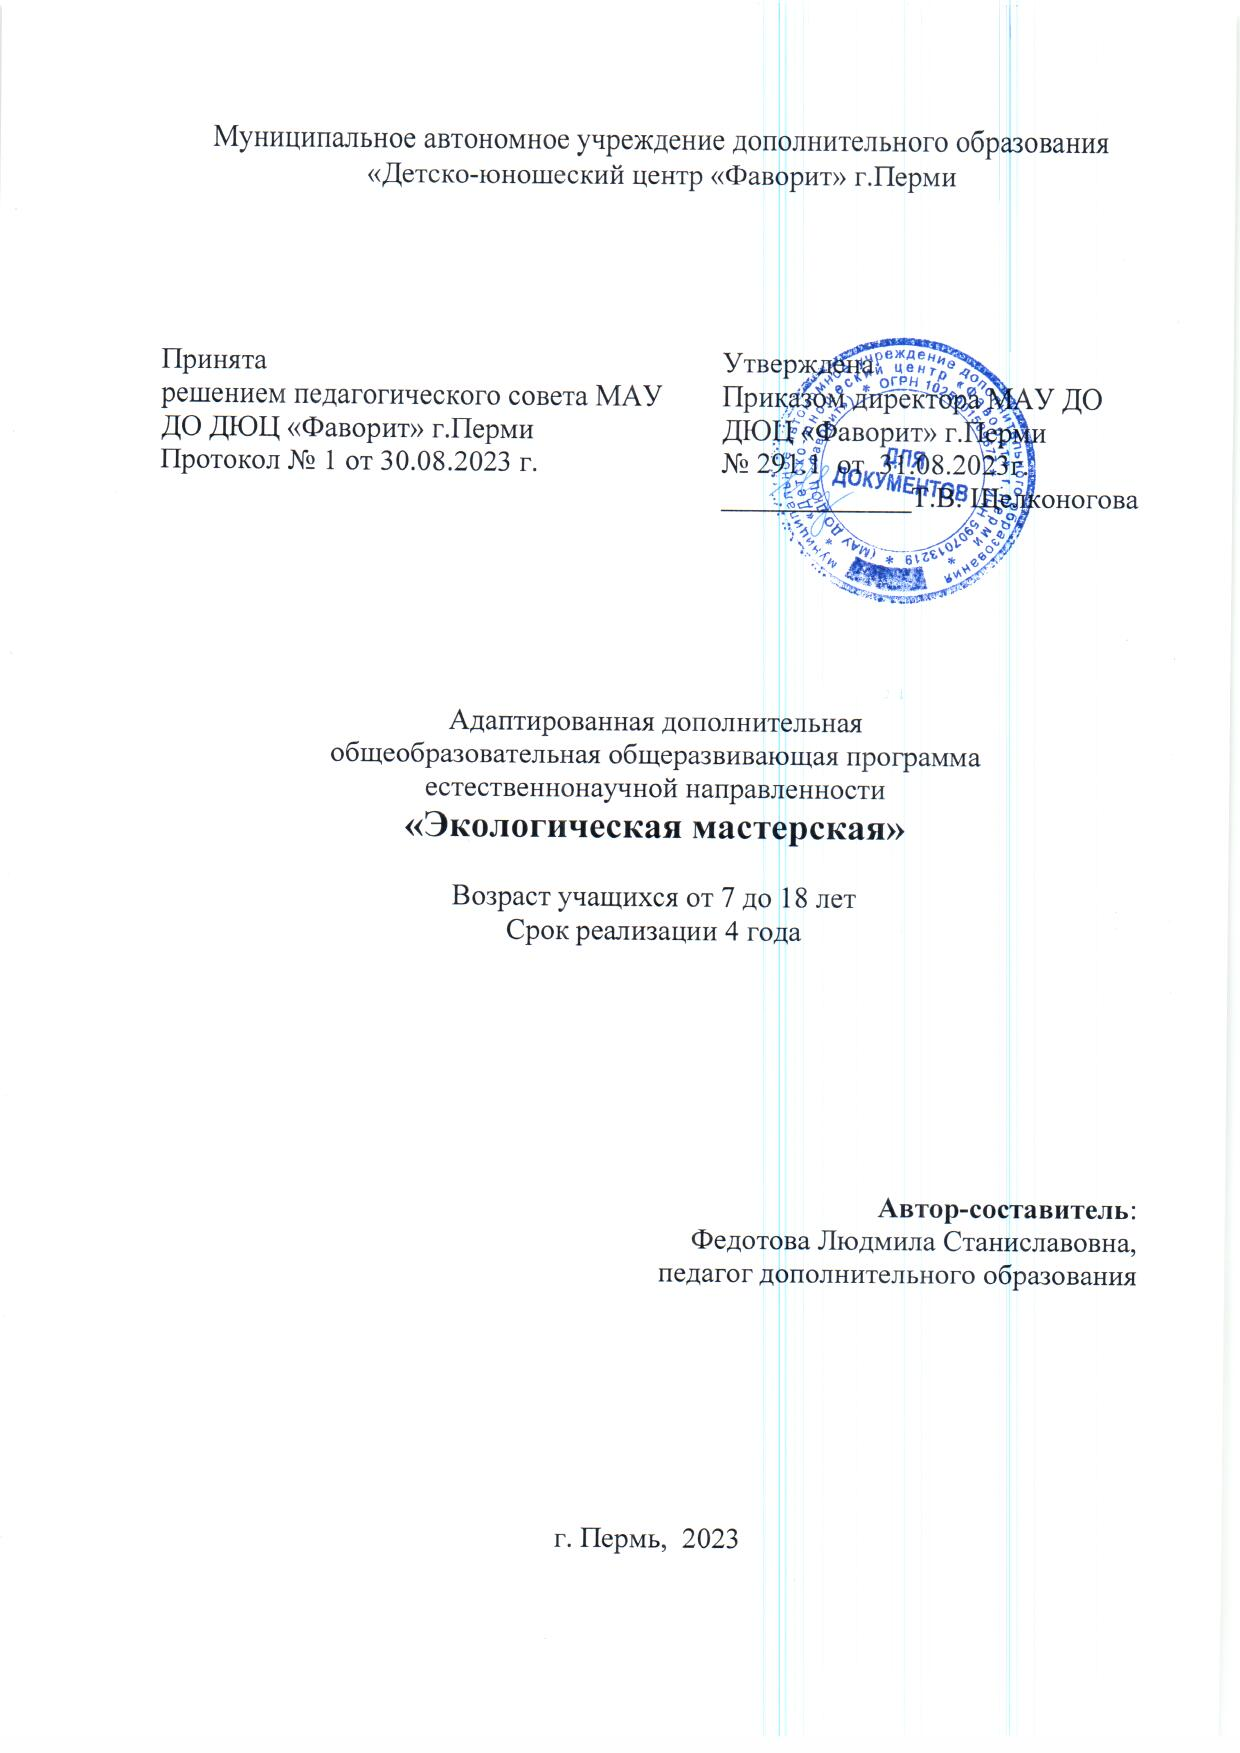 Муниципальное автономное учреждение дополнительного образования
«Детско-юношеский центр «Фаворит» г.Перми
Принята
решением педагогического совета МАУ
ДО ДЮЦ «Фаворит» г.Перми
Протокол № 1 от 30.08.2023 г.
Утверждена
Приказом директора МАУ ДО
ДЮЦ «Фаворит» г.Перми
№ 291.1 от 31.08.2023г.
Т.В. Щелконогова
ДЛЯ
ДОКУМЕНТОВ
Адаптированная дополнительная
общеобразовательная общеразвивающая программа
естественнонаучной направленности
«Экологическая мастерская»
Возраст учащихся от 7 до 18 лет
Срок реализации 4 года
Автор-составитель:
Федотова Людмила Станиславовна,
педагог дополнительного образования
г. Пермь, 2023